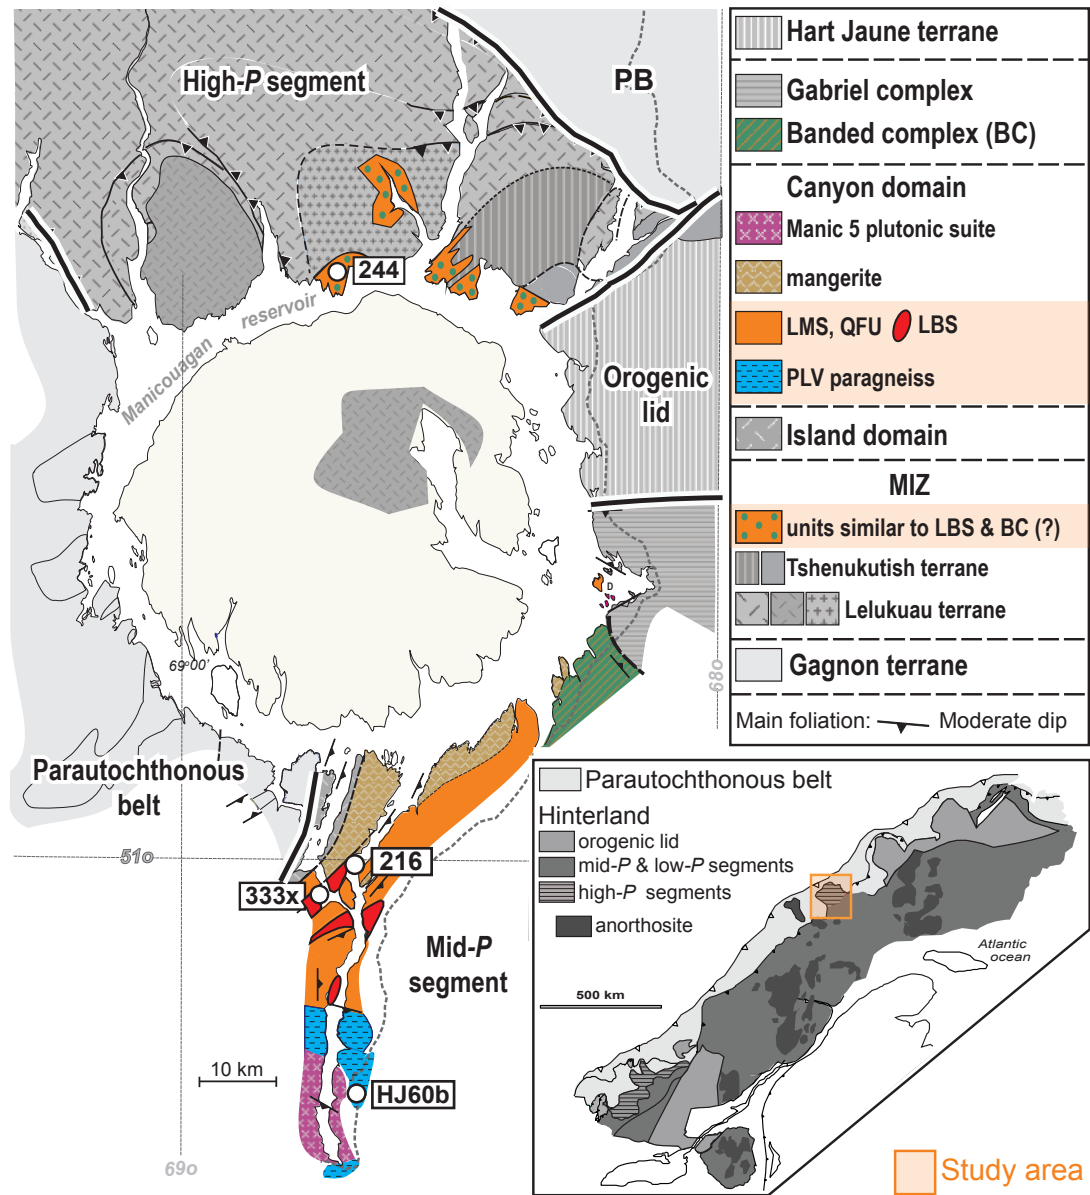 High-P segment
PB
244
reservoir
Manicouagan
Orogenic
lid
D
69°00'
68o
Parautochthonous
belt
51o
216
333x
Mid-P
segment
10 km
HJ60b
69o
Hart Jaune terrane
Gabriel complex
Banded complex (BC)
Canyon domain
Manic 5 plutonic suite
mangerite
LMS, QFU LBS
PLV paragneiss
Island domain
MIZ
units similar to LBS & BC (?)
Tshenukutish terrane
Lelukuau terrane
Gagnon terrane
Main foliation: Moderate dip
Parautochthonous belt
Hinterland
orogenic lid
mid-P & low-P segments
high-P segments
anorthosite
Atlantic
ocean
500 km
Study area